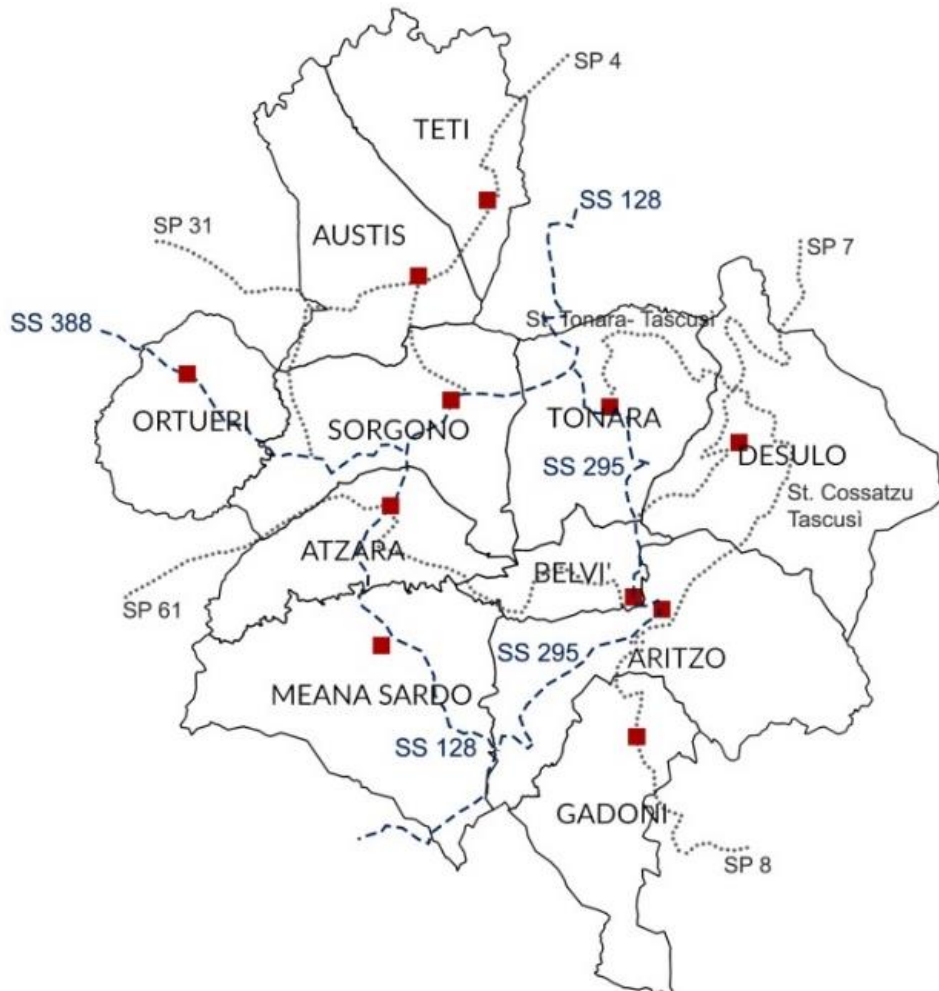 SP 4
TETI
SS 128
SP 31
AUSTIS
SP 7
SS 388
St. Tonara- Tascusì
ORTUERI
SORGONO
TONARA
DESULO
SS 295
St. Cossatzu
Tascusì
ATZARA
BELVI'
SP 61
SS 295
ARITZO
MEANA SARDO
SS 128
GADONI
SP 8